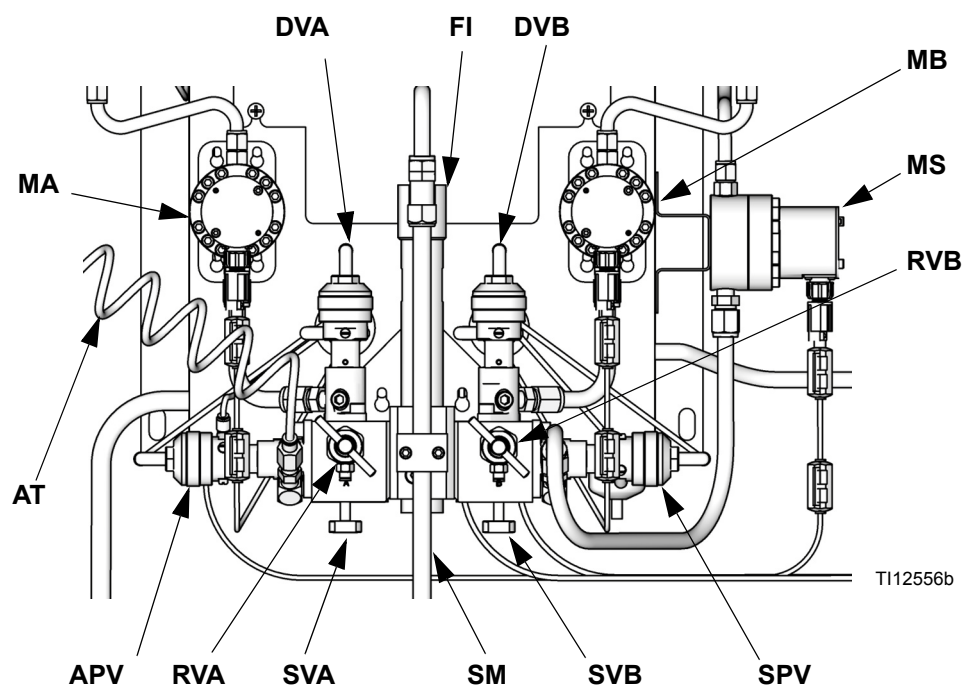 DVA FI DVB
MB
MA
MS
RVB
AT
TI12556b
APV RVA SVA SM SVB SPV